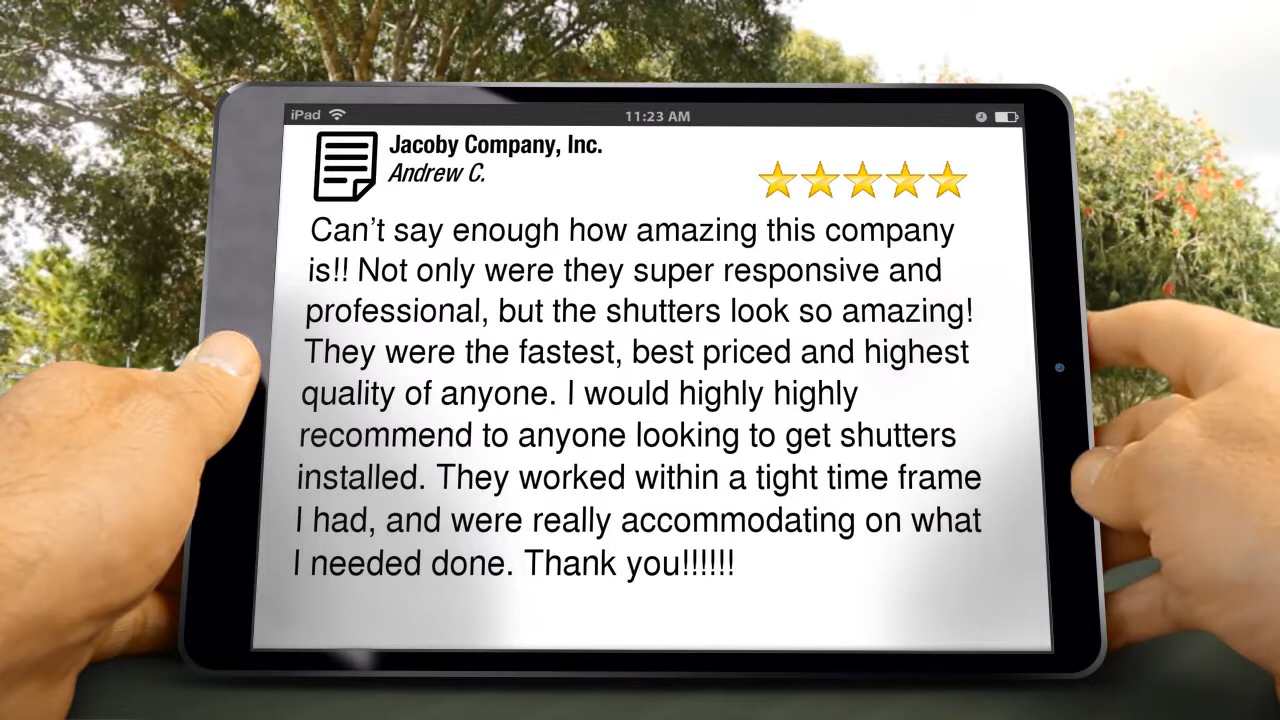 iPad 11:23 AM
Jacoby Company, Inc.
Andrew C.
Can’t say enough how amazing this company
is!! Not only were they super responsive and
professional, but the shutters look so amazing!
They were the fastest, best priced and highest
quality of anyone. I would highly highly
recommend to anyone looking to get shutters
installed. They worked within a tight time frame
I had, and were really accommodating on what
I needed done. Thank you!!!!!!